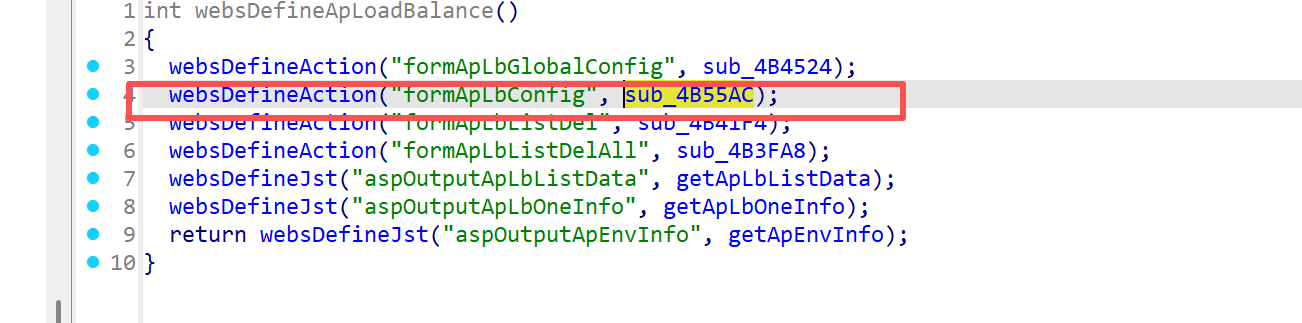 1 int websDefineApLoadBalance()
2 {
3 websDefineAction("formApLbGlobalConfig", sub_4B4524);
4 websDefineAction("formApLbConfig", sub_4B55AC);
5 websDefineAction("formApLbListDel", sub_4B41F4);
6 websDefineAction("formApLbListDelAll", sub_4B3FA8);
7 websDefineJst("aspOutputApLbListData", getApLbListData);
8 websDefineJst("aspOutputApLbOneInfo", getApLbOneInfo);
9 return websDefineJst("aspOutputApEnvInfo", getApEnvInfo);
10 }